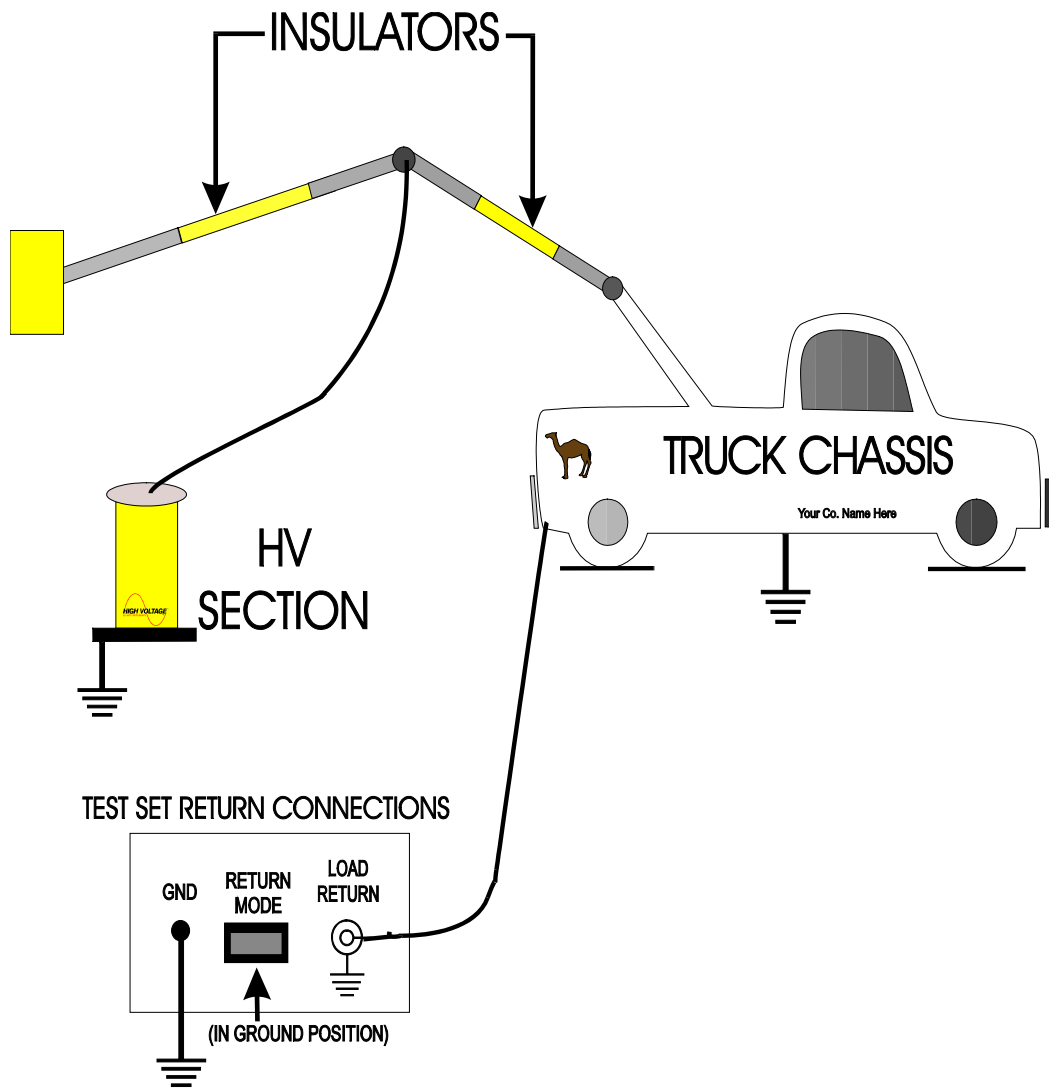 INSULATORS
TRUCK CHASSIS
Your Co. Name Here
HV
SECTION
HIGH VOLTAGE
TEST SET RETURN CONNECTIONS
GND
RETURN
MODE
LOAD
RETURN
(IN GROUND POSITION)